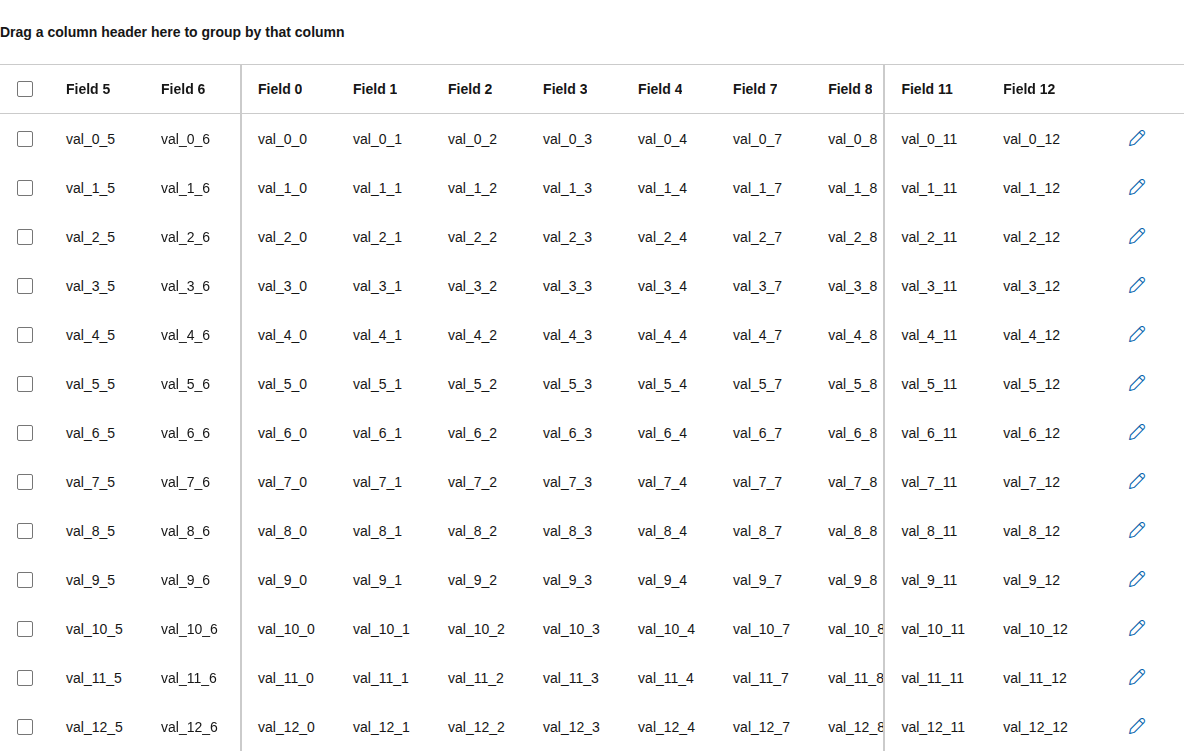 Drag a column header here to group by that column
Field 5 Field 6 Field 0 Field 1 Field 2 Field 3 Field 4 Field 7 Field 8 Field 11 Field 12
val_0_5 val_0_6 val_0_0 val_0_1 val_0_2 val_0_3 val_0_4 val_0_7 val_0_8 val_0_11 val_0_12
val_1_5 val_1_6 val_1_0 val_1_1 val_1_2 val_1_3 val_1_4 val_1_7 val_1_8 val_1_11 val_1_12
val_2_5 val_2_6 val_2_0 val_2_1 val_2_2 val_2_3 val_2_4 val_2_7 val_2_8 val_2_11 val_2_12
val_3_5 val_3_6 val_3_0 val_3_1 val_3_2 val_3_3 val_3_4 val_3_7 val_3_8 val_3_11 val_3_12
val_4_5 val_4_6 val_4_0 val_4_1 val_4_2 val_4_3 val_4_4 val_4_7 val_4_8 val_4_11 val_4_12
val_5_5 val_5_6 val_5_0 val_5_1 val_5_2 val_5_3 val_5_4 val_5_7 val_5_8 val_5_11 val_5_12
val_6_5 val_6_6 val_6_0 val_6_1 val_6_2 val_6_3 val_6_4 val_6_7 val_6_8 val_6_11 val_6_12
val_7_5 val_7_6 val_7_0 val_7_1 val_7_2 val_7_3 val_7_4 val_7_7 val_7_8 val_7_11 val_7_12
val_8_5 val_8_6 val_8_0 val_8_1 val_8_2 val_8_3 val_8_4 val_8_7 val_8_8 val_8_11 val_8_12
val_9_5 val_9_6 val_9_0 val_9_1 val_9_2 val_9_3 val_9_4 val_9_7 val_9_8 val_9_11 val_9_12
val_10_5 val_10_6 val_10_0 val_10_1 val_10_2 val_10_3 val_10_4 val_10_7 val_10_8 val_10_11 val_10_12
val_11_5 val_11_6 val_11_0 val_11_1 val_11_2 val_11_3 val_11_4 val_11_7 val_11_8 val_11_11 val_11_12
val_12_5 val_12_6 val_12_0 val_12_1 val_12_2 val_12_3 val_12_4 val_12_7 val_12_8 val_12_11 val_12_12